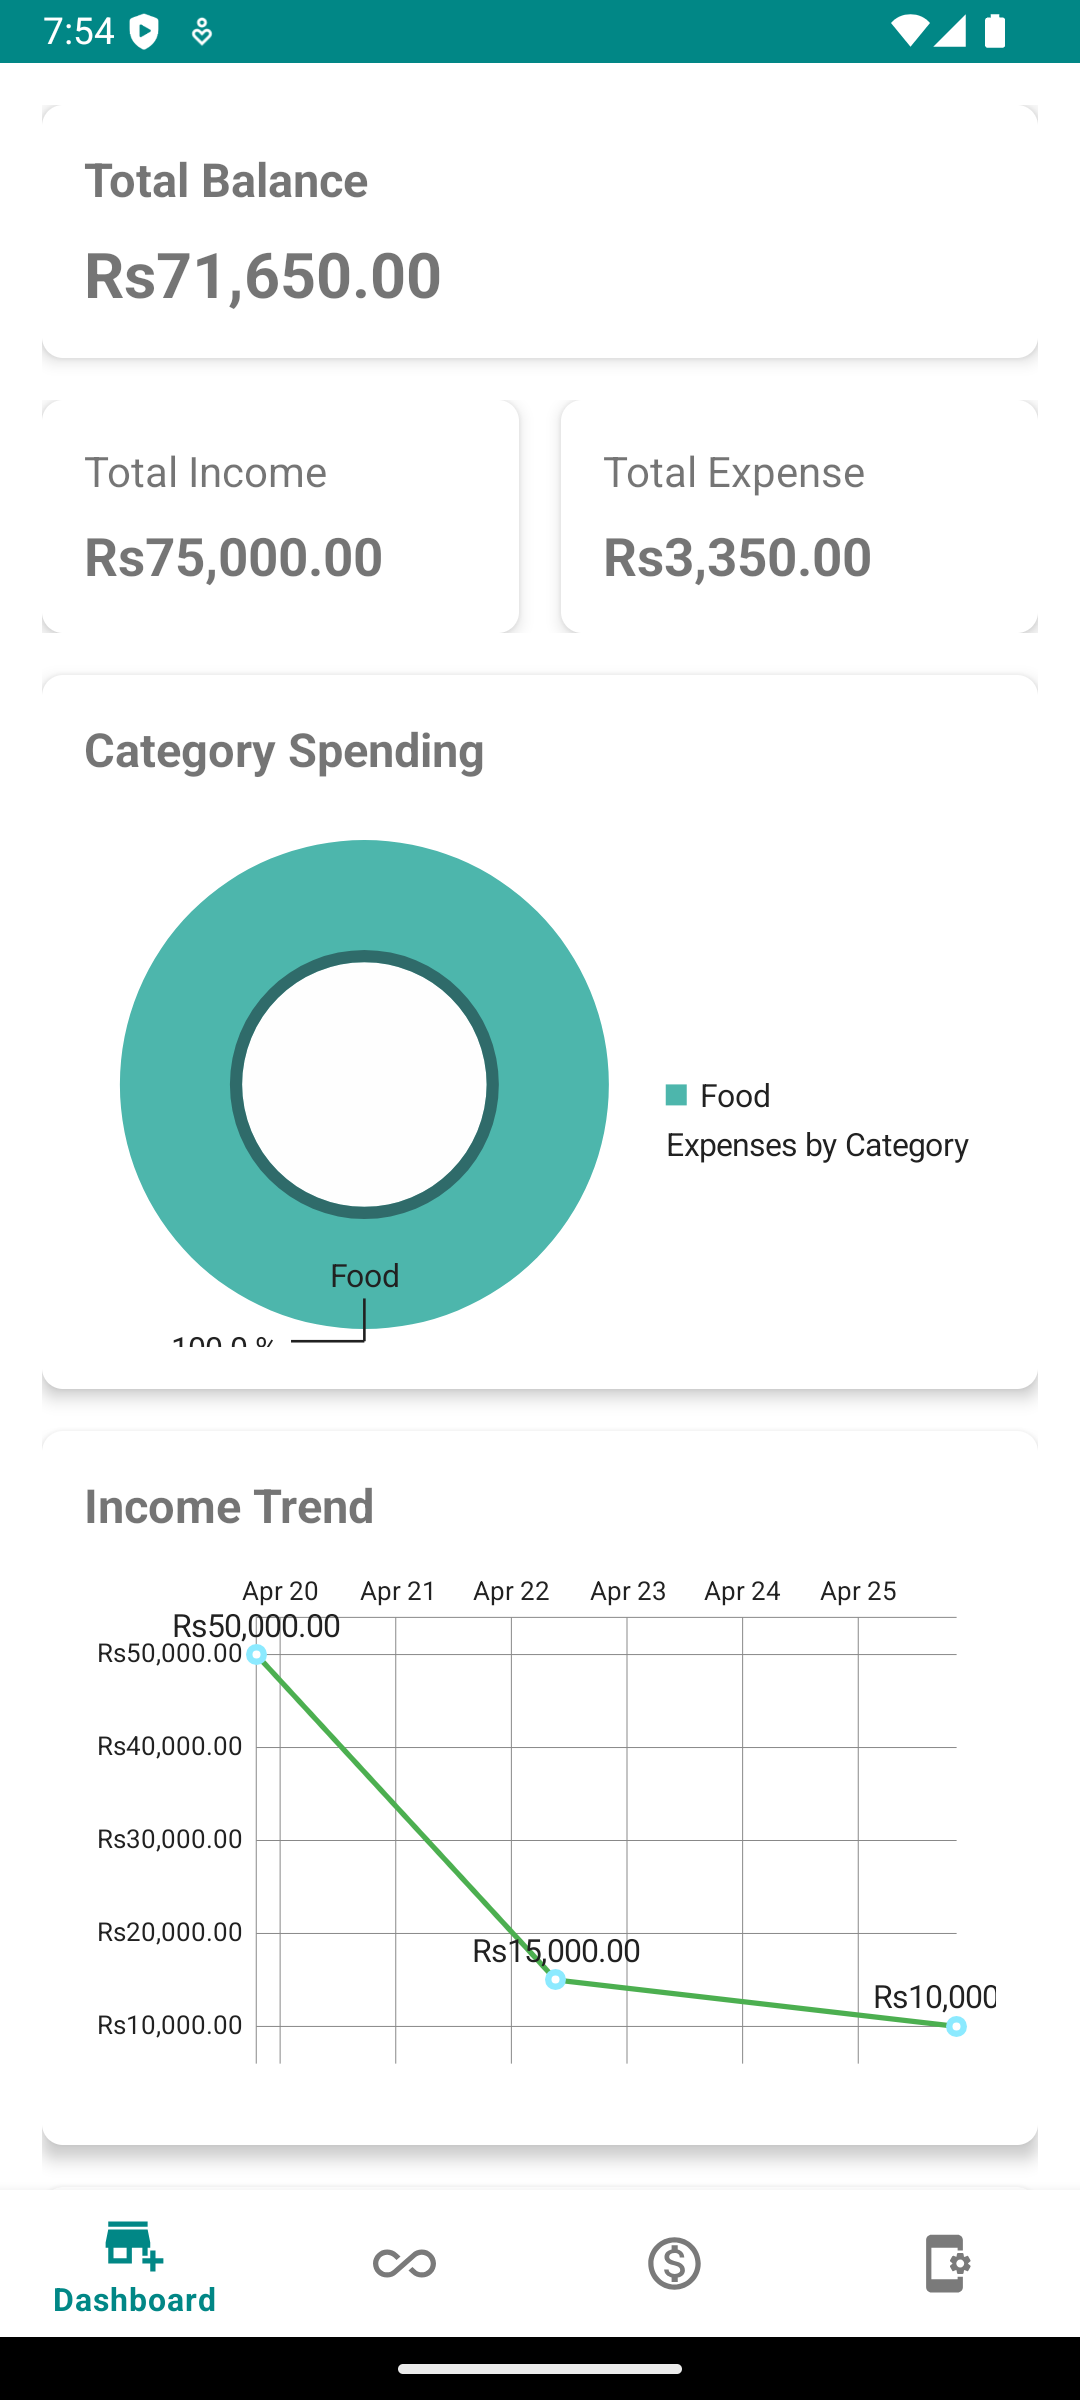 7:54
Total Balance
Rs71,650.00
Total Income
Total Expense
Rs75,000.00
Rs3,350.00
Category Spending
Food
Expenses by Category
Food
100.0 %
Income Trend
Apr 20 Apr 21 Apr 22 Apr 23 Apr 24 Apr 25
Rs50,000.00
Rs50,000.00
Rs40,000.00
Rs30,000.00
Rs20,000.00
Rs15,000.00
Rs10,000
Rs10,000.00
Dashboard